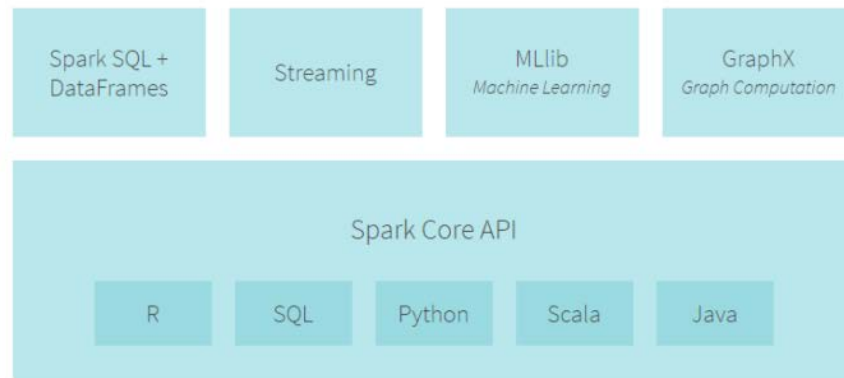 Spark SQL +
DataFrames
Streaming
MLlib
Machine Learning
GraphX
Graph Computation
Spark Core API
R
SQL
Python
Scala
Java